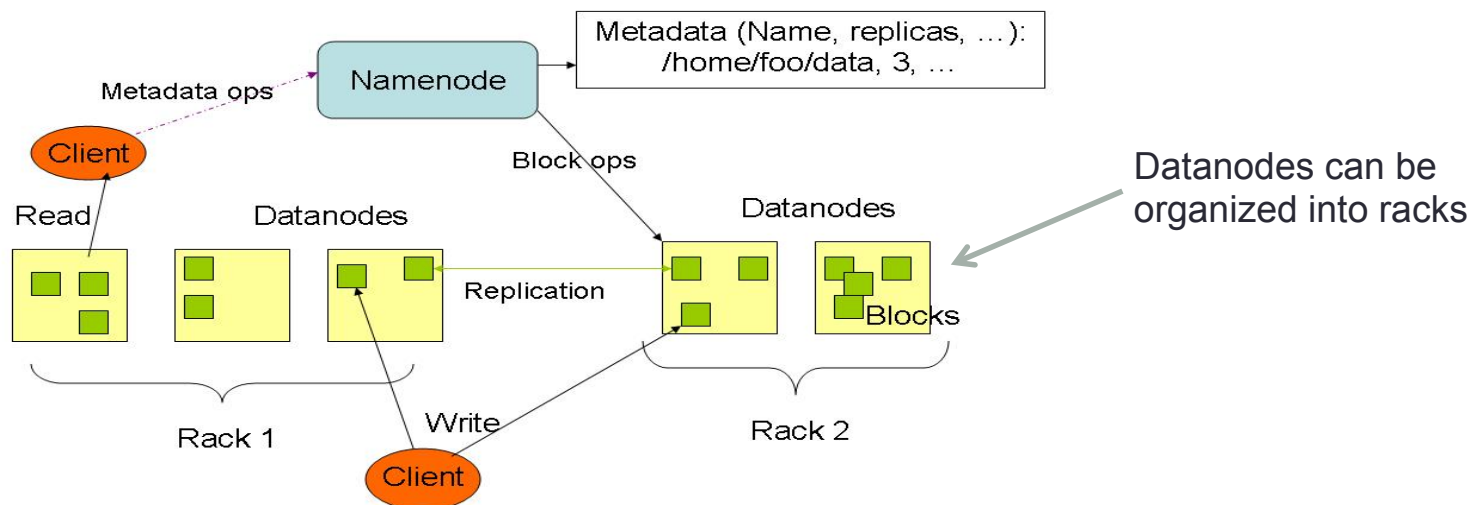 Metadata (Name, replicas, …):
/home/foo/data, 3, …
Namenode
Metadata ops
Client
Block ops
Datanodes can be
organized into racks
Read
Datanodes
Datanodes
Replication
Blocks
Rack 1
Write
Rack 2
Client